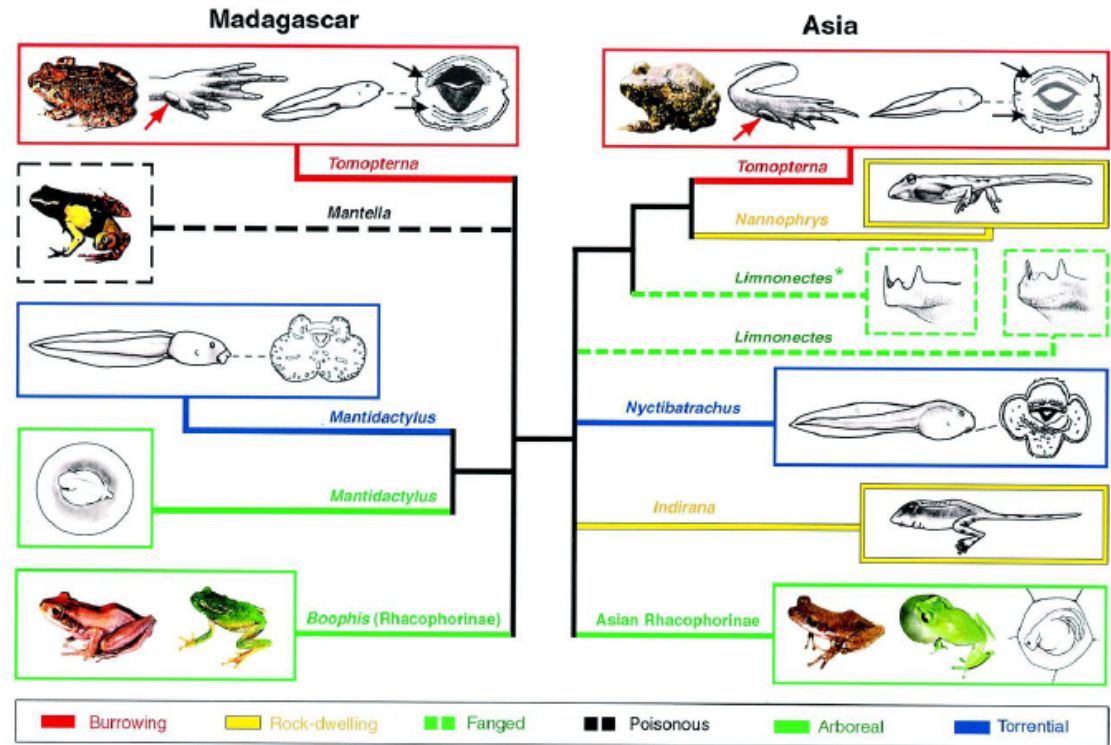 Madagascar
Asia
Tomopterna
Mantella
Mantidactylus
Mantidactylus
Boophis (Rhacophorinae)
Tomopterna
Nannophrys
Limnonectes*
Limnonectes
Nyctibatrachus
Indirana
Asian Rhacophorinae
Burrowing Rock-dwelling Fanged Poisonous Arboreal Torrential